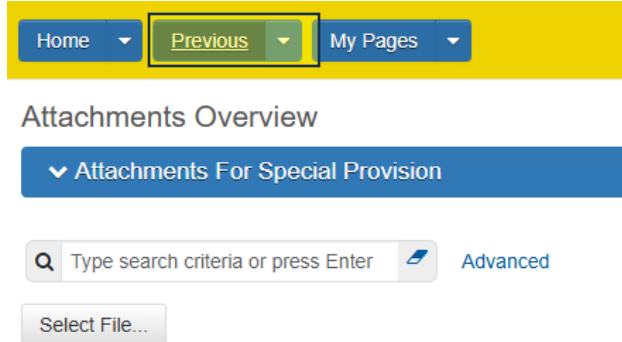 Home Previous My Pages
Attachments Overview
Attachments For Special Provision
Type search criteria or press Enter Advanced
Select File...